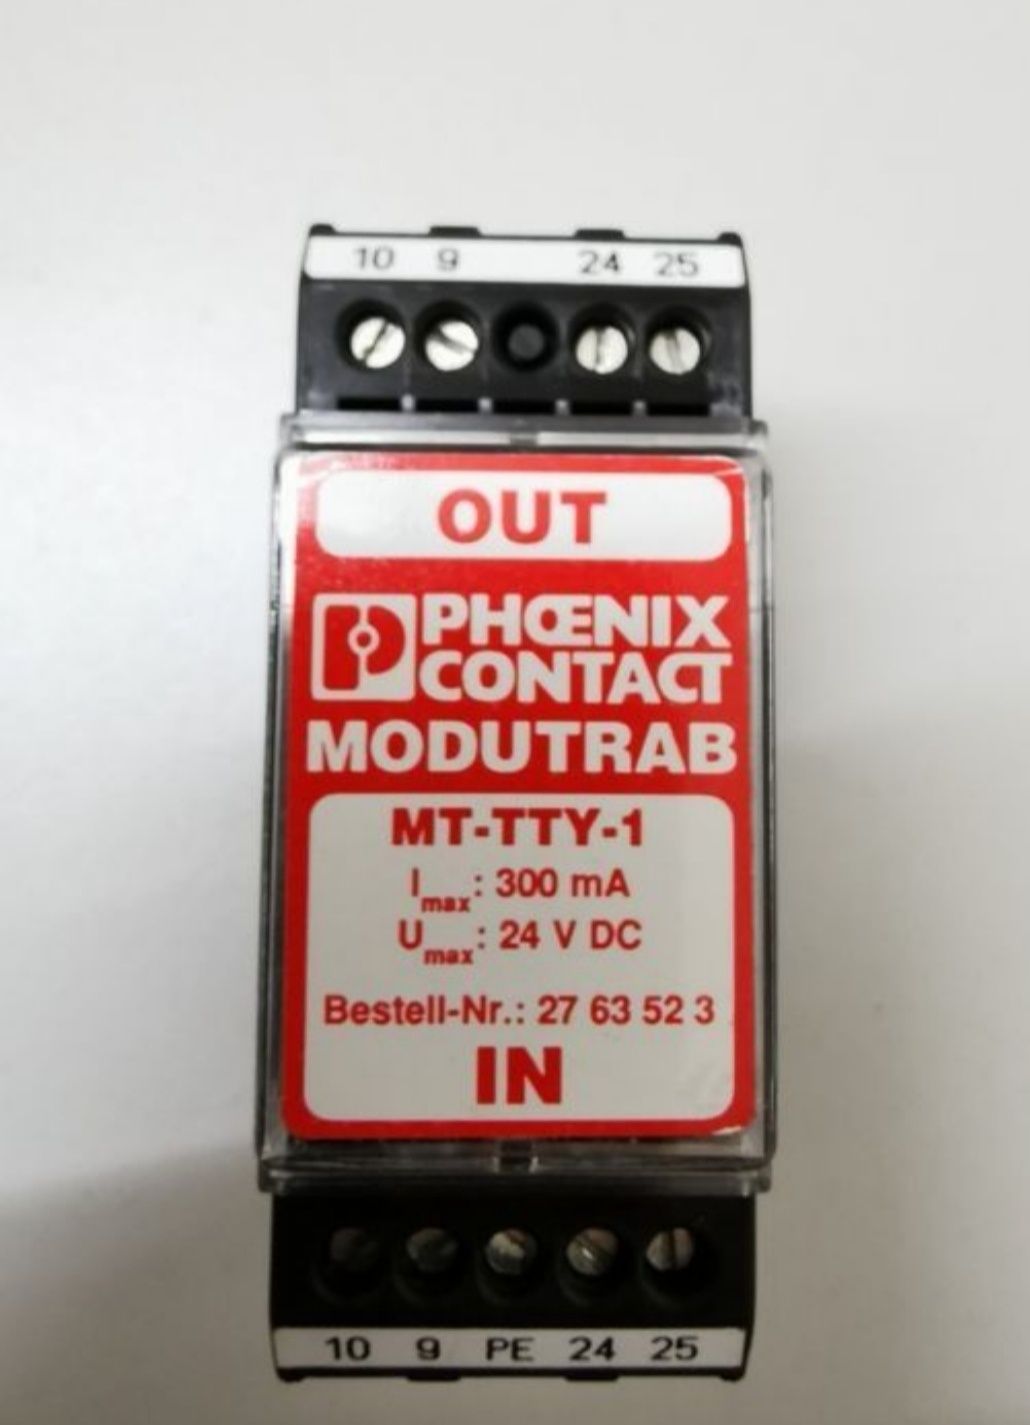 10 9 24 25
OUT
PHŒNIX
CONTACT
MODUTRAB
MT-TTY-1
Imax: 300 mA
Umax: 24 V DC
Bestell-Nr.: 27 63 52 3
IN
10 9 PE 24 25